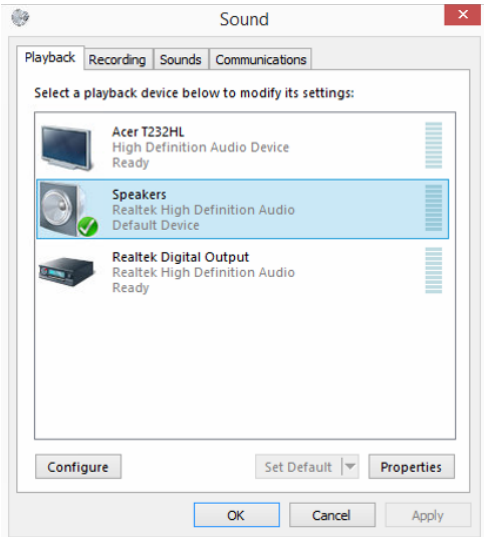 Sound
Playback Recording Sounds Communications
Select a playback device below to modify its settings:
Acer T232HL
High Definition Audio Device
Ready
Speakers
Realtek High Definition Audio
Default Device
Realtek Digital Output
Realtek High Definition Audio
Ready
Configure Set Default Properties
OK Cancel Apply